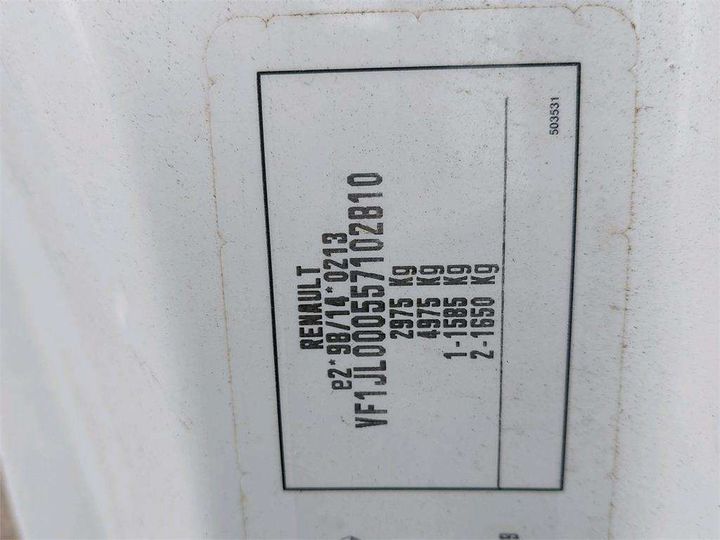 RENAULT
e2*98/14*0213
VF1JL000557102810
2975 Kg
4975 Kg
1-1585 Kg
2-1650 Kg
503531